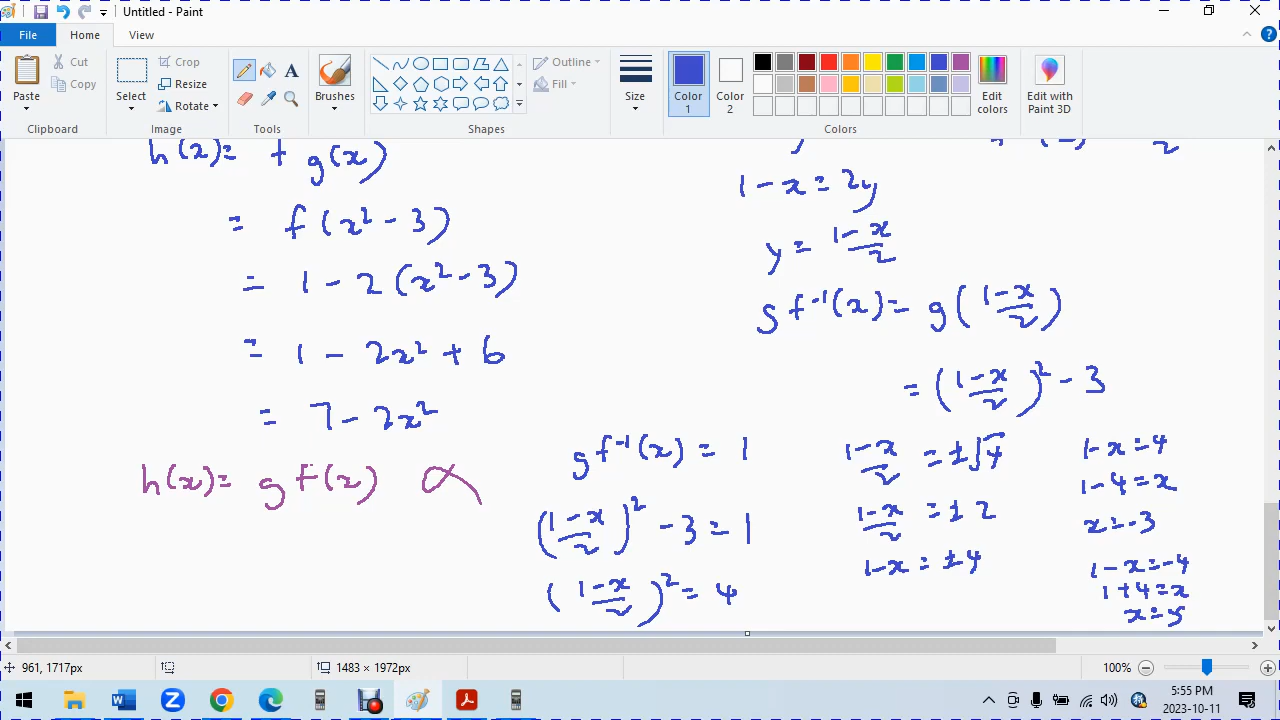 Untitled - Paint
File Home View
Paste Cut Copy Clipboard
Select Crop Resize Rotate Image
A Tools
Brushes
Outline Fill Shapes
Size
Color 1 Color 2 Edit colors Colors
Edit with Paint 3D
h(x) = f g(x)
= f(x² - 3)
= 1 - 2(x² - 3)
= 1 - 2x² + 6
= 7 - 2x²
h(x) = g f(x)
1 - x = 2y
y = (1-x)/2
g f⁻¹(x) = g((1-x)/2)
= ((1-x)/2)² - 3
g f⁻¹(x) = 1
((1-x)/2)² - 3 = 1
((1-x)/2)² = 4
(1-x)/2 = ±√4
(1-x)/2 = ± 2
1-x = ±4
1-x = 4
1-4 = x
x = -3
1-x = -4
1+4 = x
x = 5
961, 1717px
1483 × 1972px
100%
5:55 PM
2023-10-11